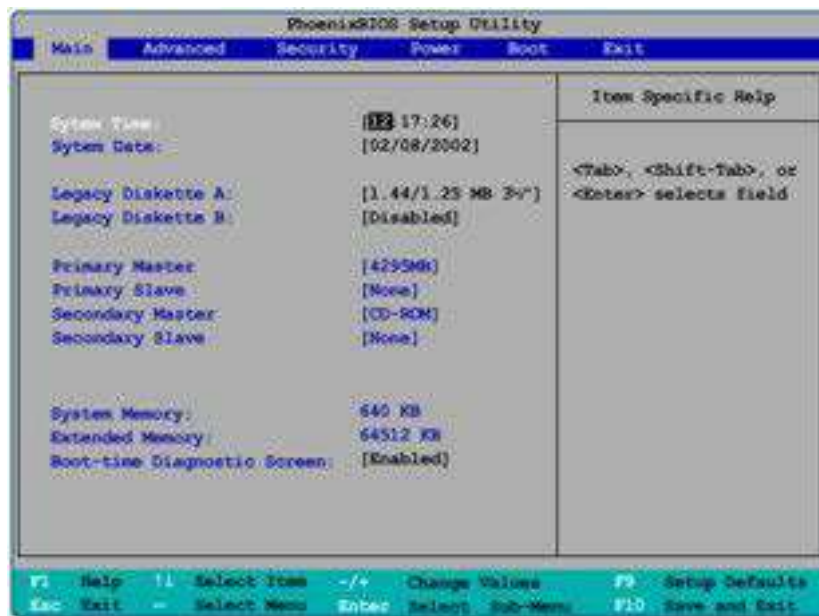 PhoenixBIOS Setup Utility
Main Advanced Security Power Boot Exit
Item Specific Help
Sytem Time: [12:17:26]
Sytem Date: [02/08/2002]
<Tab>, <Shift-Tab>, or
<Enter> selects field
Legacy Diskette A: [1.44/1.25 MB 3½"]
Legacy Diskette B: [Disabled]
Primary Master [4295MB]
Primary Slave [None]
Secondary Master [CD-ROM]
Secondary Slave [None]
System Memory: 640 KB
Extended Memory: 64512 KB
Boot-time Diagnostic Screen: [Enabled]
F1 Help ↑↓ Select Item -/+ Change Values F9 Setup Defaults
Esc Exit ↔ Select Menu Enter Select Sub-Menu F10 Save and Exit